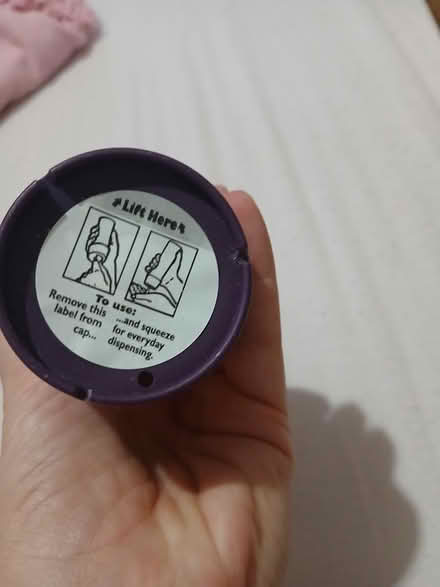 Lift Here
To use:
Remove this
label from
cap...
...and squeeze
for everyday
dispensing.